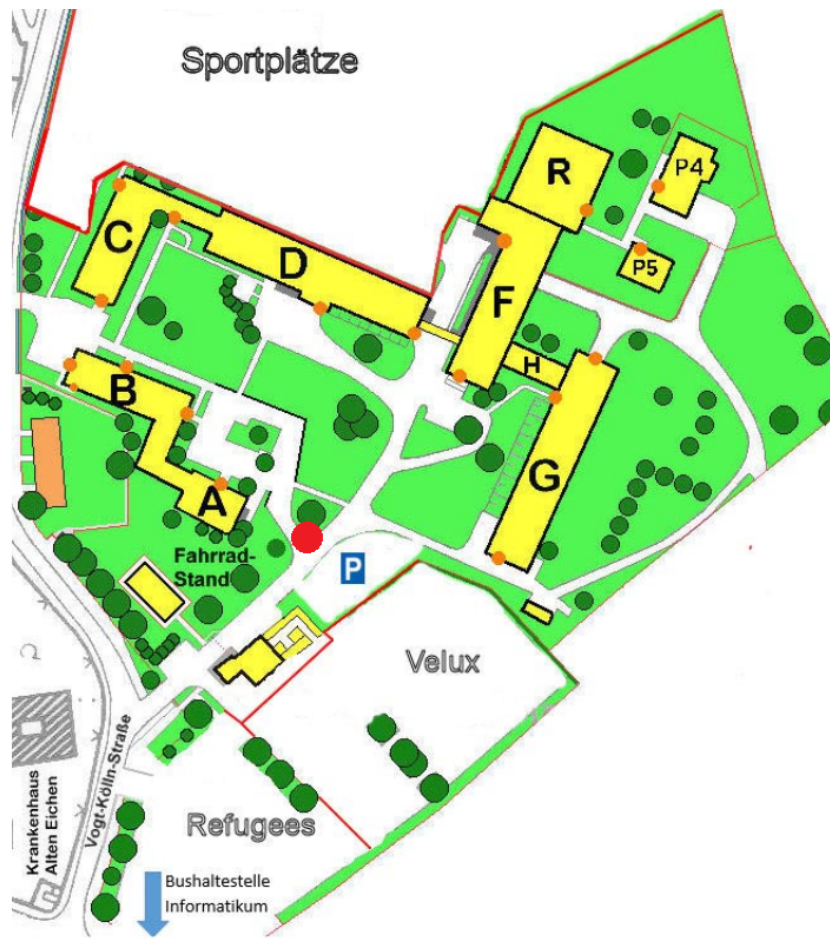 Sportplätze
R
P4
C
D
P5
F
H
B
G
A
Fahrrad-
Stand
P
Velux
Krankenhaus
Alten Eichen
Vogt-Kölln-Straße
Refugees
Bushaltestelle
Informatikum